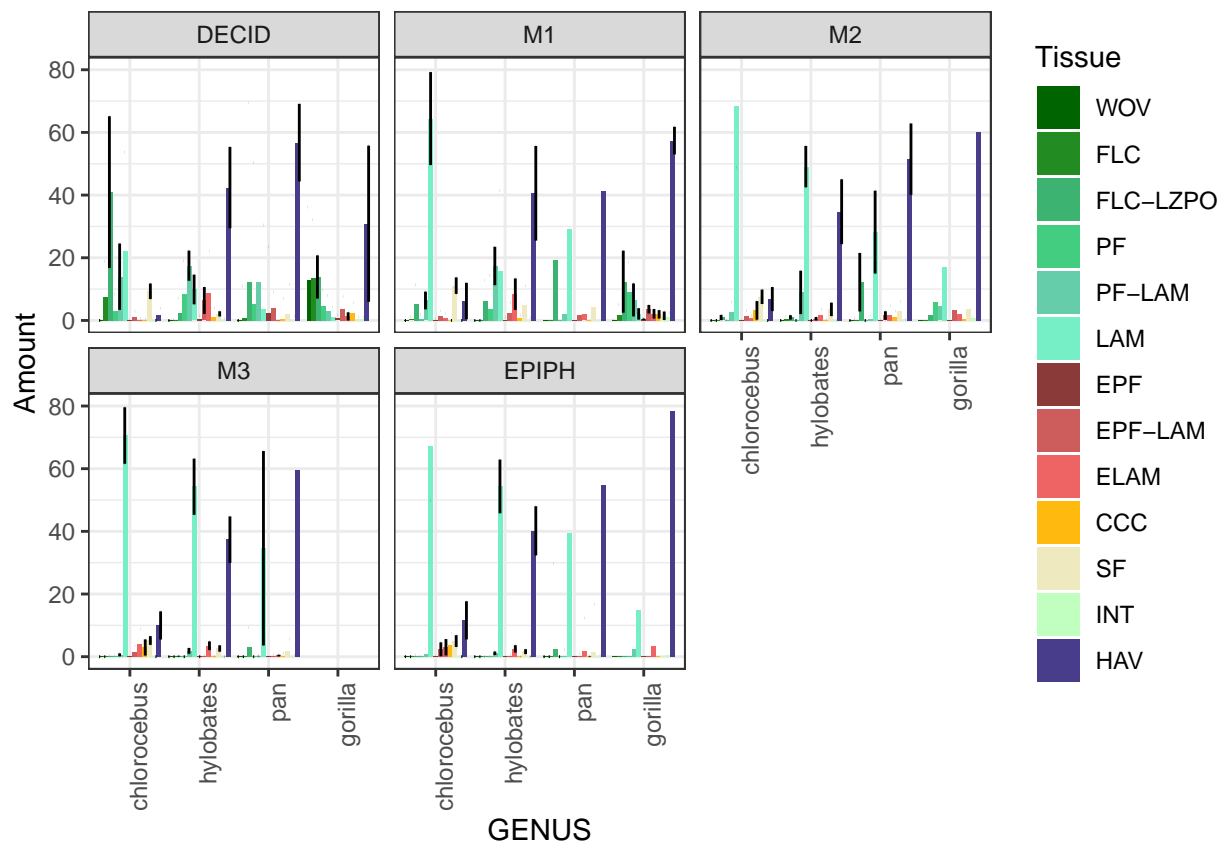 DECID
M1
M2
80
60
40
20
0
chlorocebus
hylobates
pan
gorilla
M3
EPIPH
80
60
40
20
0
chlorocebus
hylobates
pan
gorilla
chlorocebus
hylobates
pan
gorilla
Amount
GENUS
Tissue
WOV
FLC
FLC−LZPO
PF
PF−LAM
LAM
EPF
EPF−LAM
ELAM
CCC
SF
INT
HAV